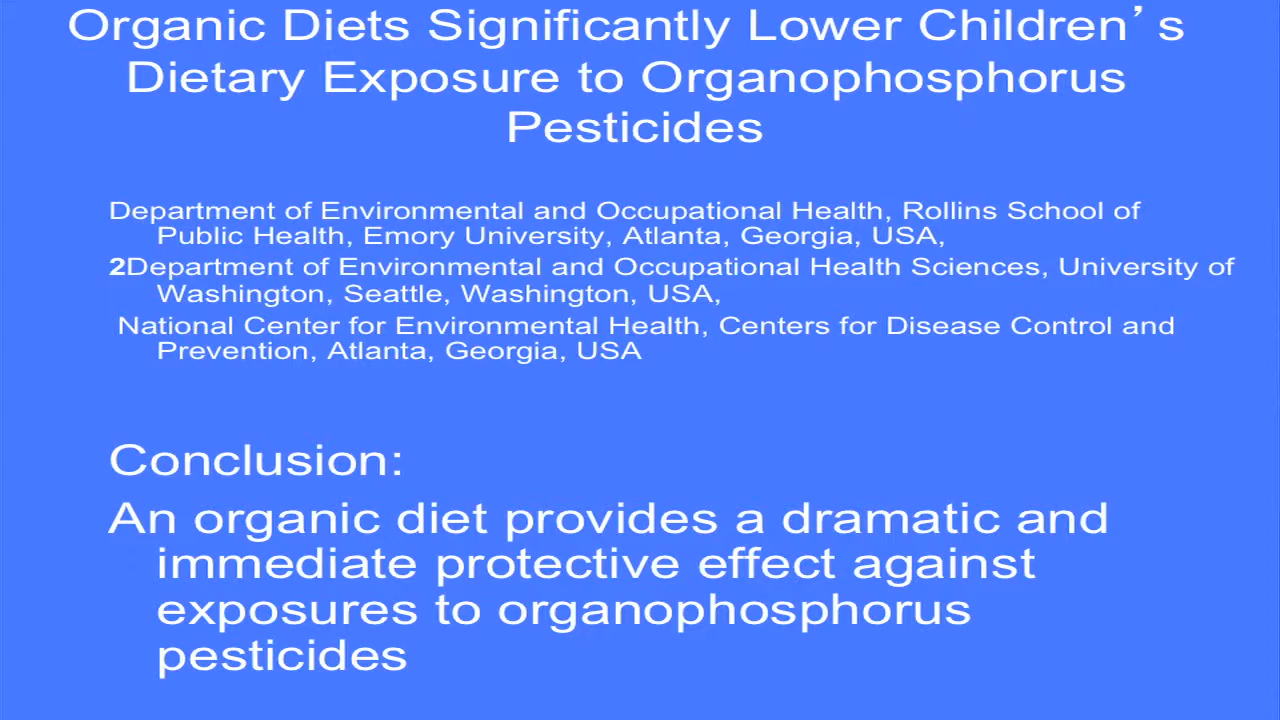 Organic Diets Significantly Lower Children’s
Dietary Exposure to Organophosphorus
Pesticides
Department of Environmental and Occupational Health, Rollins School of
Public Health, Emory University, Atlanta, Georgia, USA,
2Department of Environmental and Occupational Health Sciences, University of
Washington, Seattle, Washington, USA,
National Center for Environmental Health, Centers for Disease Control and
Prevention, Atlanta, Georgia, USA
Conclusion:
An organic diet provides a dramatic and
immediate protective effect against
exposures to organophosphorus
pesticides